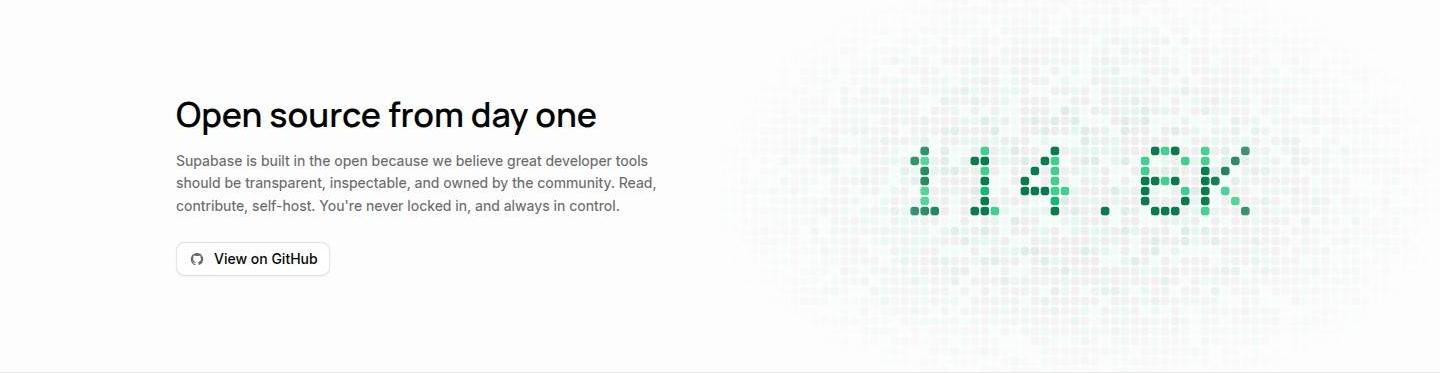 Open source from day one
Supabase is built in the open because we believe great developer tools
should be transparent, inspectable, and owned by the community. Read,
contribute, self-host. You're never locked in, and always in control.
View on GitHub
114.6K